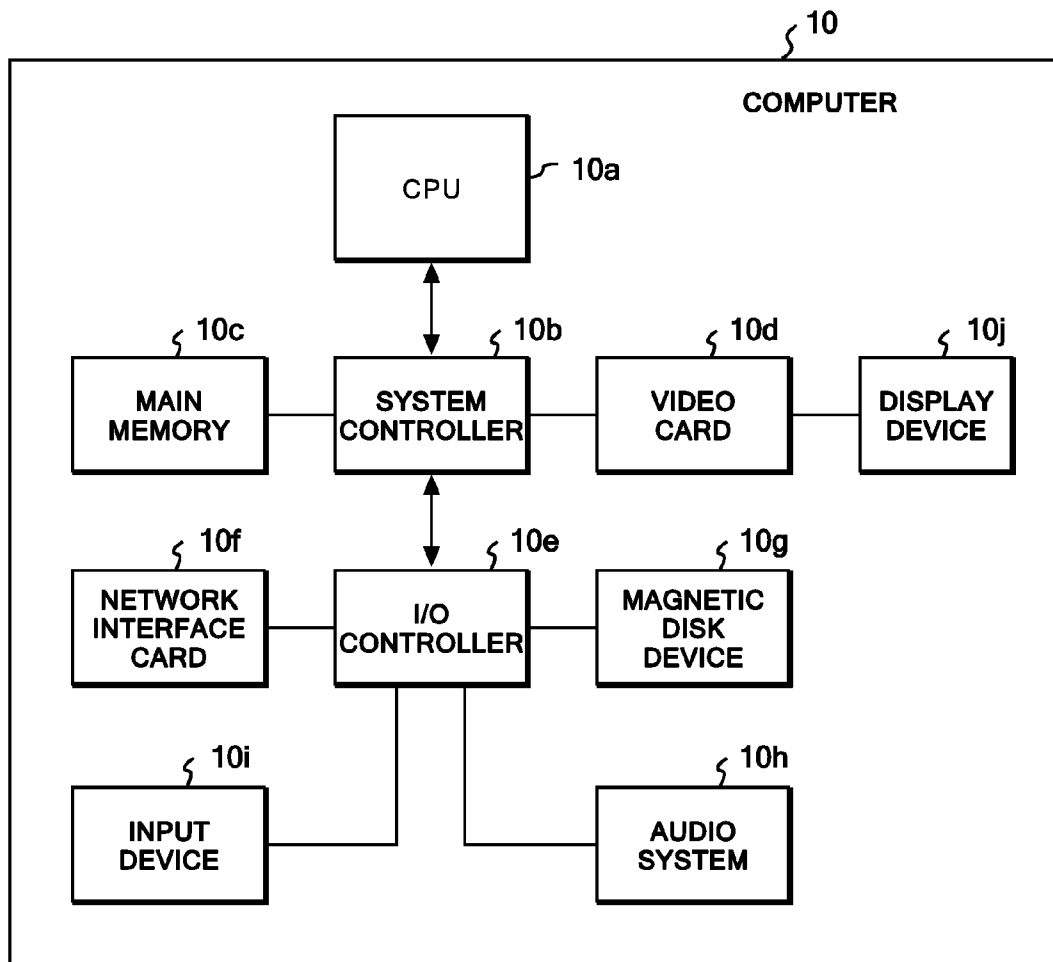 10
COMPUTER
CPU
10a
10c
10b
10d
10j
MAIN
MEMORY
SYSTEM
CONTROLLER
VIDEO
CARD
DISPLAY
DEVICE
10f
10e
10g
NETWORK
INTERFACE
CARD
I/O
CONTROLLER
MAGNETIC
DISK
DEVICE
10i
10h
INPUT
DEVICE
AUDIO
SYSTEM